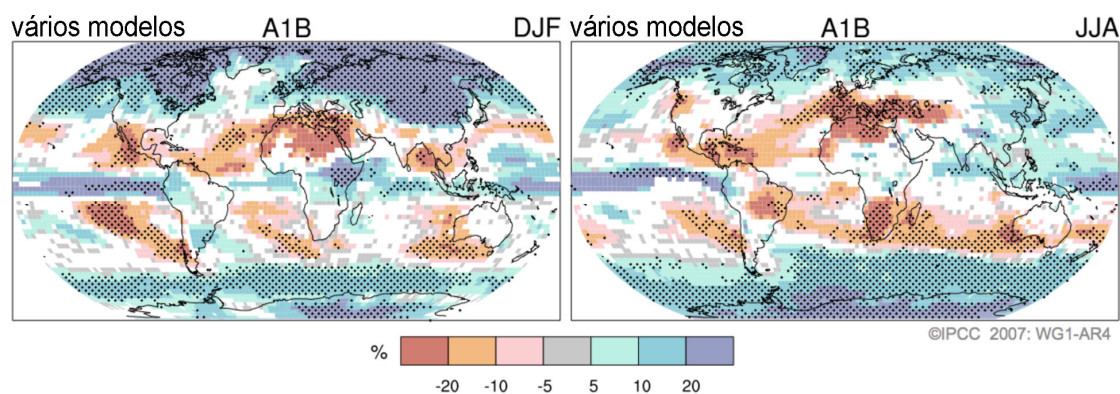 vários modelos A1B DJF
vários modelos A1B JJA
©IPCC 2007: WG1-AR4
%
-20 -10 -5 5 10 20